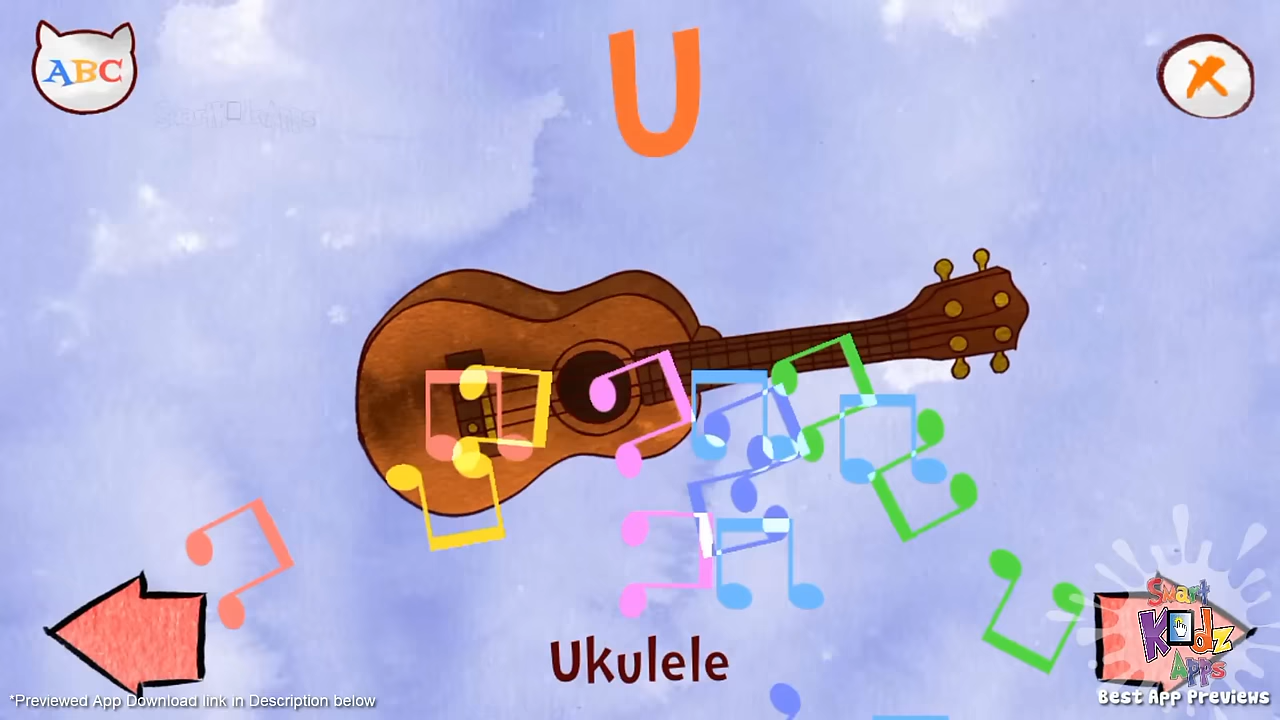 ABC
U
Ukulele
Smart
Kidz
Apps
Best App Previews
*Previewed App Download link in Description below